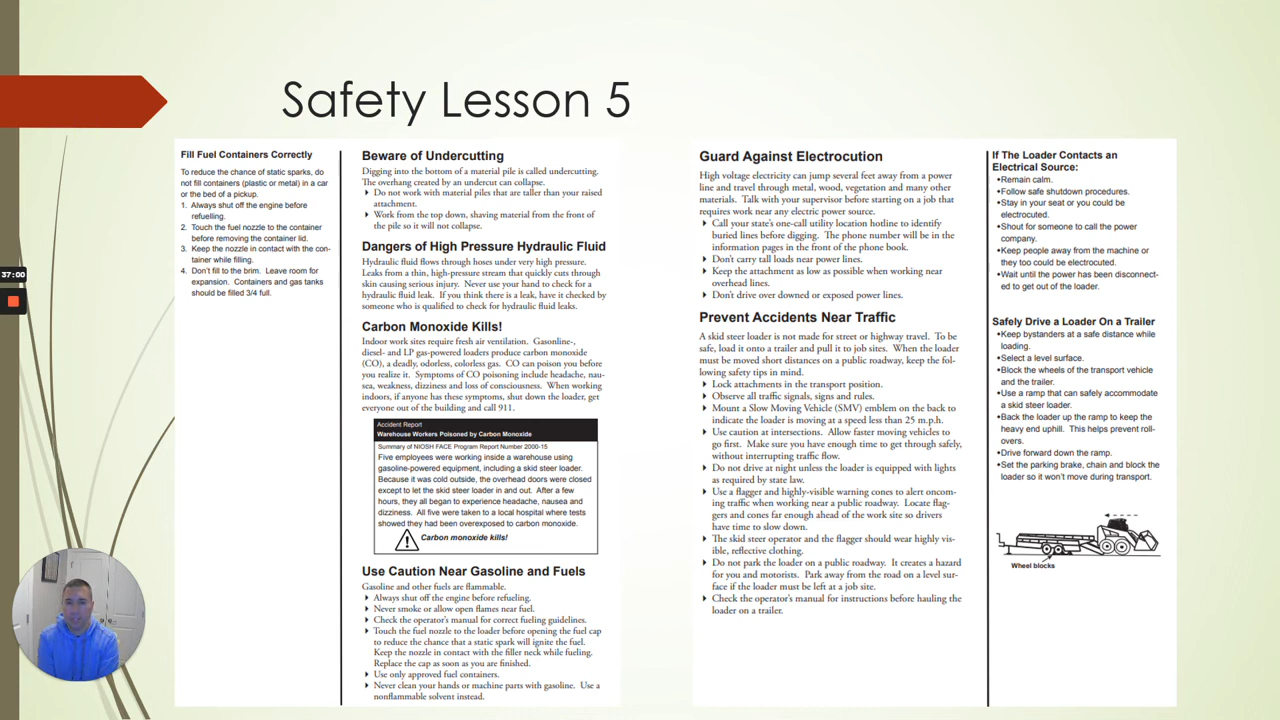 Safety Lesson 5
37:00
Fill Fuel Containers Correctly
To reduce the chance of static sparks, do
not fill containers (plastic or metal) in a car
or the bed of a pickup.
1. Always shut off the engine before
refuelling.
2. Touch the fuel nozzle to the container
before removing the container lid.
3. Keep the nozzle in contact with the con-
tainer while filling.
4. Don't fill to the brim. Leave room for
expansion. Containers and gas tanks
should be filled 3/4 full.
Beware of Undercutting
Digging into the bottom of a material pile is called undercutting.
The overhang created by an undercut can collapse.
Do not work with material piles that are taller than your raised
attachment.
Work from the top down, shaving material from the front of
the pile so it will not collapse.
Dangers of High Pressure Hydraulic Fluid
Hydraulic fluid flows through hoses under very high pressure.
Leaks from a thin, high-pressure stream that quickly cuts through
skin causing serious injury. Never use your hand to check for a
hydraulic fluid leak. If you think there is a leak, have it checked by
someone who is qualified to check for hydraulic fluid leaks.
Carbon Monoxide Kills!
Indoor work sites require fresh air ventilation. Gasonline-,
diesel- and LP gas-powered loaders produce carbon monoxide
(CO), a deadly, odorless, colorless gas. CO can poison you before
you realize it. Symptoms of CO poisoning include headache, nau-
sea, weakness, dizziness and loss of consciousness. When working
indoors, if anyone has these symptoms, shut down the loader, get
everyone out of the building and call 911.
Accident Report
Warehouse Workers Poisoned by Carbon Monoxide
Summary of NIOSH FACE Program Report Number 2000-15
Five employees were working inside a warehouse using
gasoline-powered equipment, including a skid steer loader.
Because it was cold outside, the overhead doors were closed
except to let the skid steer loader in and out. After a few
hours, they all began to experience headache, nausea and
dizziness. All five were taken to a local hospital where tests
showed they had been overexposed to carbon monoxide.
Carbon monoxide kills!
Use Caution Near Gasoline and Fuels
Gasoline and other fuels are flammable.
Always shut off the engine before refueling.
Never smoke or allow open flames near fuel.
Check the operator's manual for correct fueling guidelines.
Touch the fuel nozzle to the loader before opening the fuel cap
to reduce the chance that a static spark will ignite the fuel.
Keep the nozzle in contact with the filler neck while fueling.
Replace the cap as soon as you are finished.
Use only approved fuel containers.
Never clean your hands or machine parts with gasoline. Use a
nonflammable solvent instead.
Guard Against Electrocution
High voltage electricity can jump several feet away from a power
line and travel through metal, wood, vegetation and many other
materials. Talk with your supervisor before starting on a job that
requires work near any electric power source.
Call your state's one-call utility location hotline to identify
buried lines before digging. The phone number will be in the
information pages in the front of the phone book.
Don't carry tall loads near power lines.
Keep the attachment as low as possible when working near
overhead lines.
Don't drive over downed or exposed power lines.
Prevent Accidents Near Traffic
A skid steer loader is not made for street or highway travel. To be
safe, load it onto a trailer and pull it to job sites. When the loader
must be moved short distances on a public roadway, keep the fol-
lowing safety tips in mind.
Lock attachments in the transport position.
Observe all traffic signals, signs and rules.
Mount a Slow Moving Vehicle (SMV) emblem on the back to
indicate the loader is moving at a speed less than 25 m.p.h.
Use caution at intersections. Allow faster moving vehicles to
go first. Make sure you have enough time to get through safely,
without interrupting traffic flow.
Do not drive at night unless the loader is equipped with lights
as required by state law.
Use a flagger and highly-visible warning cones to alert oncom-
ing traffic when working near a public roadway. Locate flag-
gers and cones far enough ahead of the work site so drivers
have time to slow down.
The skid steer operator and the flagger should wear highly vis-
ible, reflective clothing.
Do not park the loader on a public roadway. It creates a hazard
for you and motorists. Park away from the road on a level sur-
face if the loader must be left at a job site.
Check the operator's manual for instructions before hauling the
loader on a trailer.
If The Loader Contacts an
Electrical Source:
•Remain calm.
•Follow safe shutdown procedures.
•Stay in your seat or you could be
electrocuted.
•Shout for someone to call the power
company.
•Keep people away from the machine or
they too could be electrocuted.
•Wait until the power has been disconnect-
ed to get out of the loader.
Safely Drive a Loader On a Trailer
•Keep bystanders at a safe distance while
loading.
•Select a level surface.
•Block the wheels of the transport vehicle
and the trailer.
•Use a ramp that can safely accommodate
a skid steer loader.
•Back the loader up the ramp to keep the
heavy end uphill. This helps prevent roll-
overs.
•Drive forward down the ramp.
•Set the parking brake, chain and block the
loader so it won't move during transport.
Wheel blocks